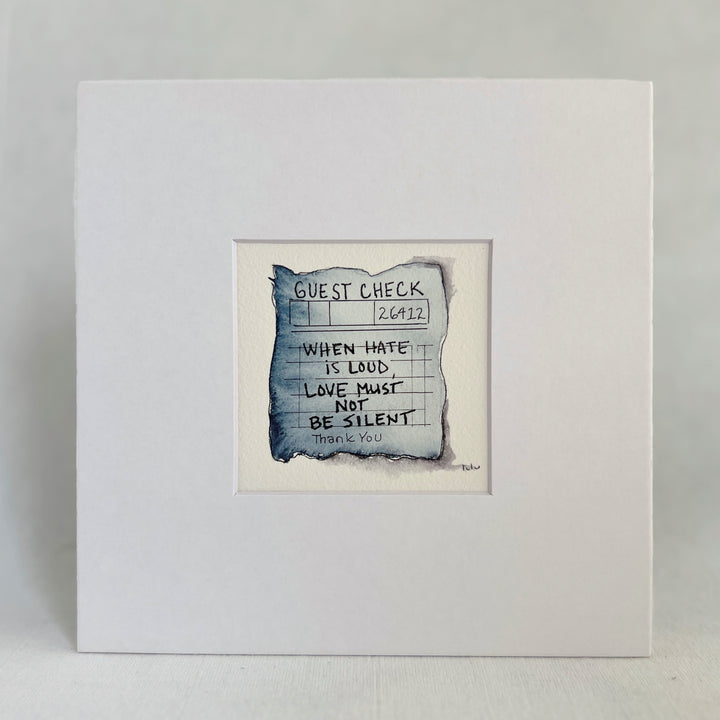 GUEST CHECK
26412
WHEN HATE
iS LOUD,
LOVE MUST
NOT
BE SILENT
Thank You